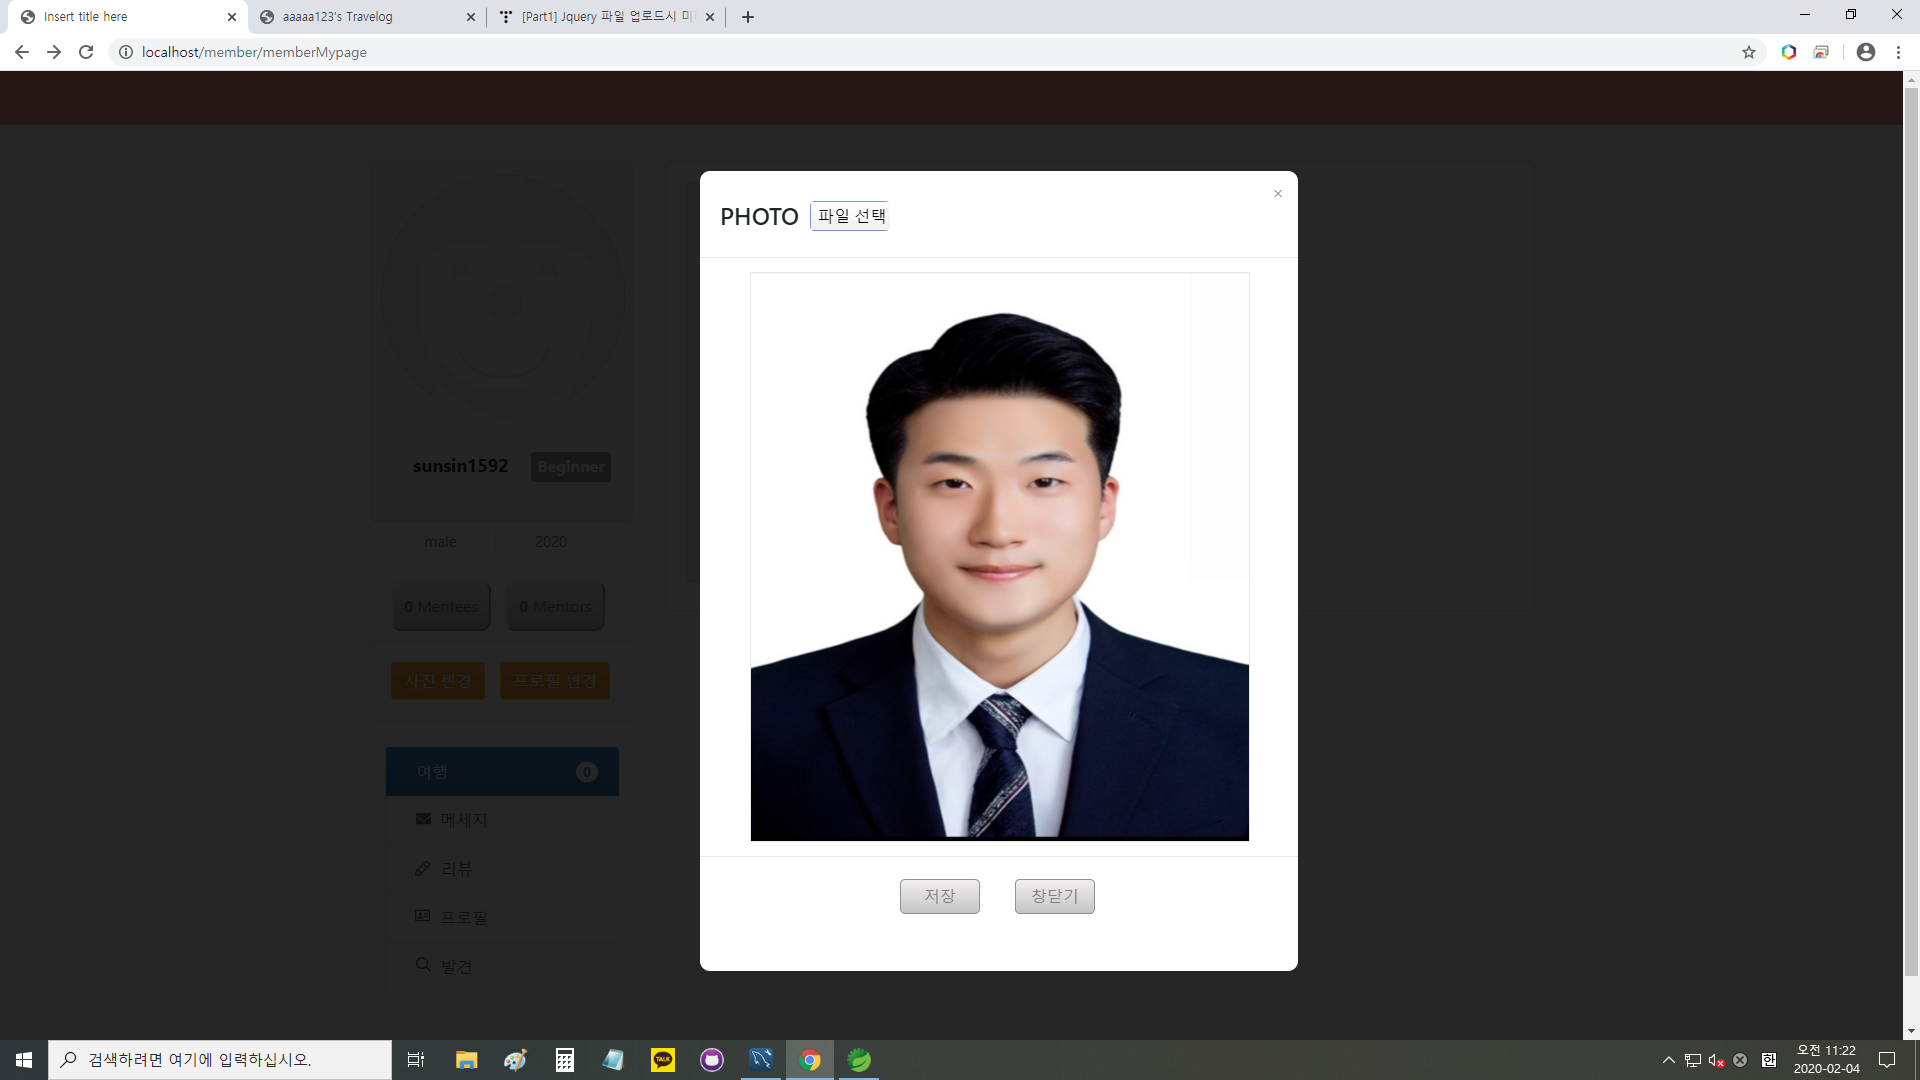 Insert title here
aaaaa123's Travelog
[Part1] Jquery 파일 업로드시 미
localhost/member/memberMypage
PHOTO 파일 선택
×
sunsin1592 Beginner
male 2020
0 Mentees 0 Mentors
사진 변경 프로필 변경
여행 0
메세지
리뷰
프로필
발견
저장 창닫기
검색하려면 여기에 입력하십시오.
TALK
한
오전 11:22
2020-02-04